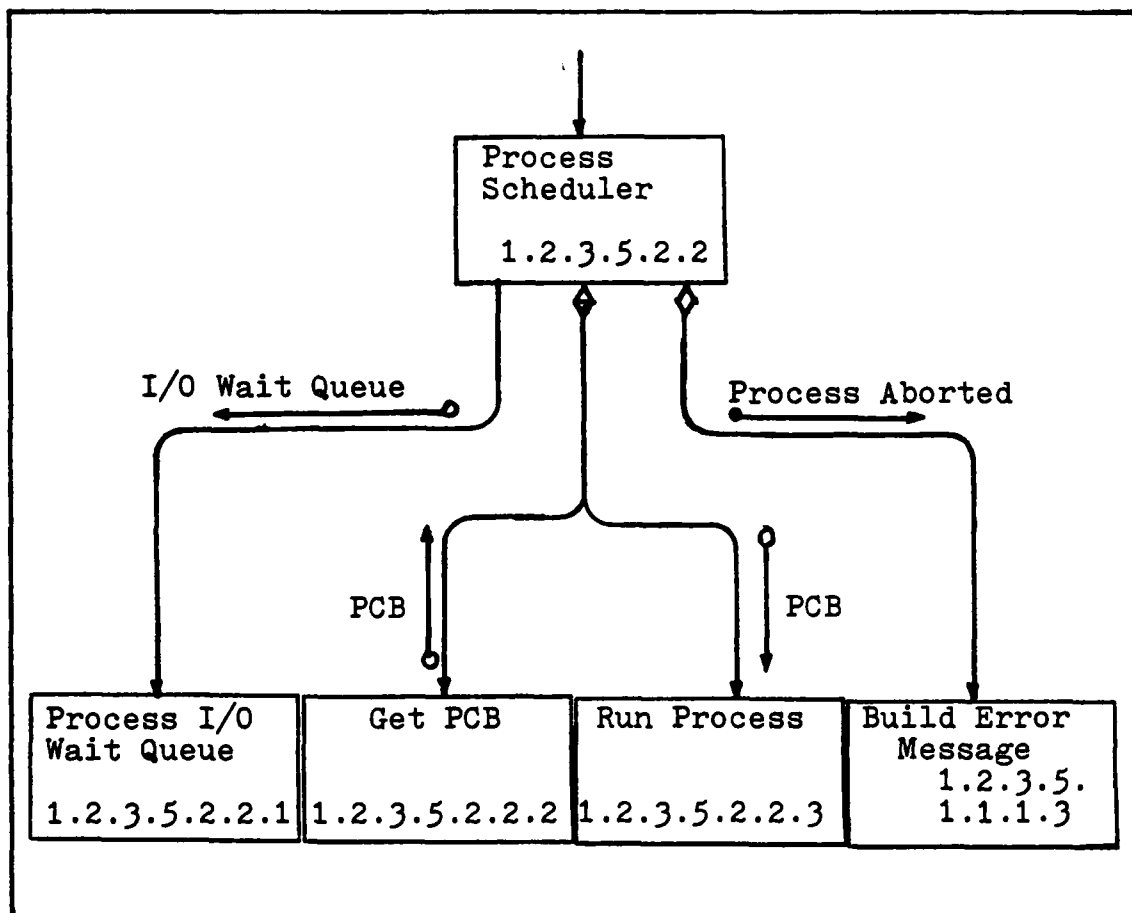 Process
Scheduler
1.2.3.5.2.2
I/O Wait Queue
Process Aborted
PCB
PCB
Process I/O
Wait Queue
1.2.3.5.2.2.1
Get PCB
1.2.3.5.2.2.2
Run Process
1.2.3.5.2.2.3
Build Error
Message
1.2.3.5.
1.1.1.3